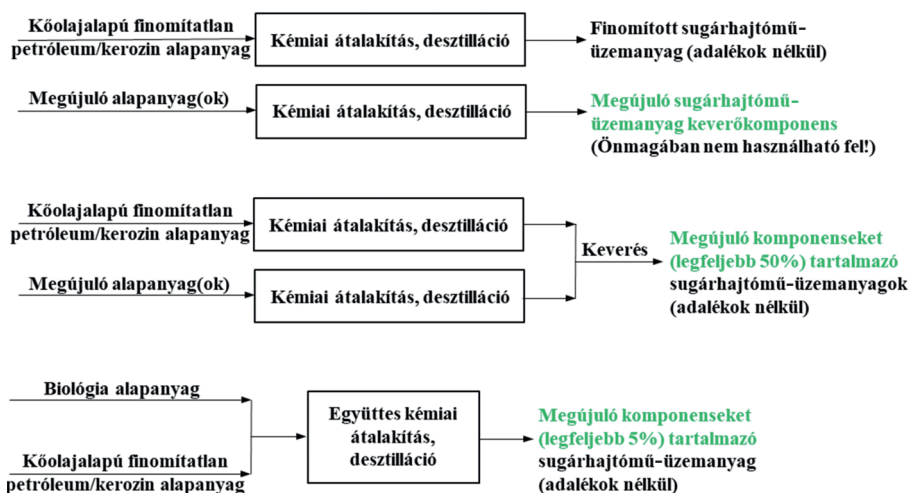 Kőolajalapú finomítatlan
petróleum/kerozin alapanyag
Kémiai átalakítás, desztilláció
Finomított sugárhajtómű-
üzemanyag (adalékok nélkül)
Megújuló alapanyag(ok)
Kémiai átalakítás, desztilláció
Megújuló sugárhajtómű-
üzemanyag keverőkomponens
(Önmagában nem használható fel!)
Kőolajalapú finomítatlan
petróleum/kerozin alapanyag
Kémiai átalakítás, desztilláció
Megújuló alapanyag(ok)
Kémiai átalakítás, desztilláció
Keverés
Megújuló komponenseket
(legfeljebb 50%) tartalmazó
sugárhajtómű-üzemanyagok
(adalékok nélkül)
Biológia alapanyag
Kőolajalapú finomítatlan
petróleum/kerozin alapanyag
Együttes kémiai
átalakítás,
desztilláció
Megújuló komponenseket
(legfeljebb 5%) tartalmazó
sugárhajtómű-üzemanyag
(adalékok nélkül)